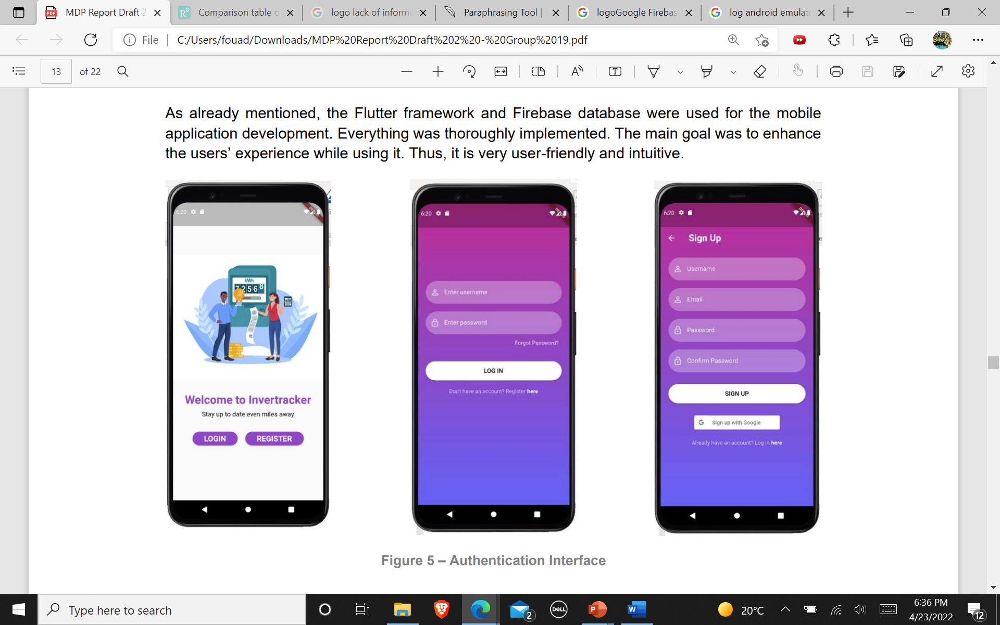 MDP Report Draft 2
Comparison table o
logo lack of informa
Paraphrasing Tool |
logoGoogle Firebas
log android emulato
File
C:/Users/fouad/Downloads/MDP%20Report%20Draft%202%20-%20Group%2019.pdf
13 of 22
As already mentioned, the Flutter framework and Firebase database were used for the mobile
application development. Everything was thoroughly implemented. The main goal was to enhance
the users’ experience while using it. Thus, it is very user-friendly and intuitive.
6:20
kWh
72568
Welcome to Invertracker
Stay up to date even miles away
LOGIN
REGISTER
6:20
DEBUG
Enter username
Enter password
Forgot Password?
LOG IN
Don't have an account? Register here
6:20
DEBUG
Sign Up
Username
Email
Password
Confirm Password
SIGN UP
Sign up with Google
Already have an account? Log in here
Figure 5 – Authentication Interface
Type here to search
2
DELL
20°C
6:36 PM
4/23/2022
12